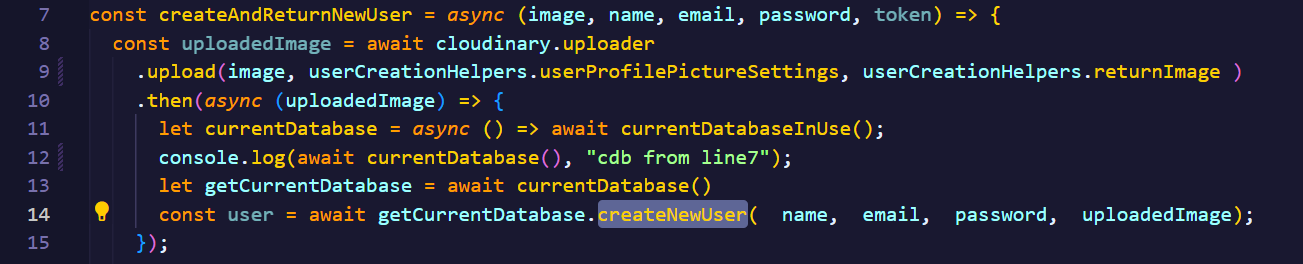 7 const createAndReturnNewUser = async (image, name, email, password, token) => {
8 const uploadedImage = await cloudinary.uploader
9 .upload(image, userCreationHelpers.userProfilePictureSettings, userCreationHelpers.returnImage )
10 .then(async (uploadedImage) => {
11 let currentDatabase = async () => await currentDatabaseInUse();
12 console.log(await currentDatabase(), "cdb from line7");
13 let getCurrentDatabase = await currentDatabase()
14 const user = await getCurrentDatabase.createNewUser(  name,  email,  password,  uploadedImage);
15 });